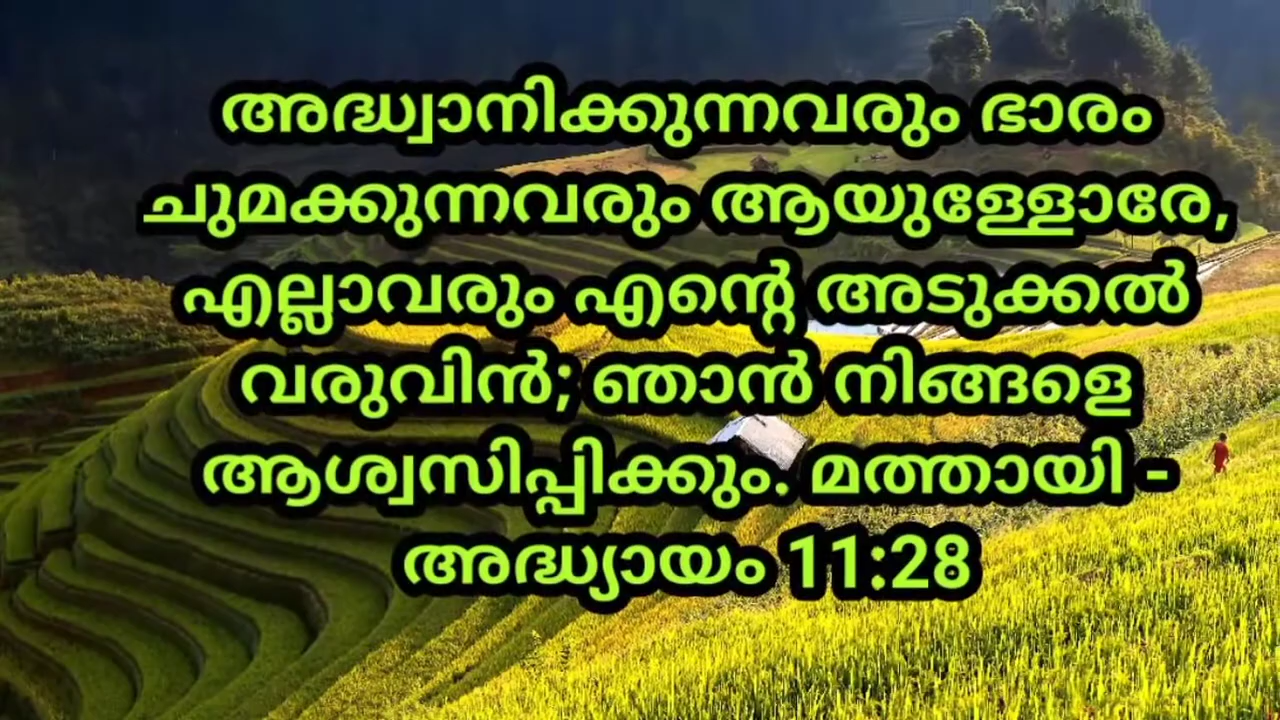 അദ്ധ്വാനിക്കുന്നവരും ഭാരം
ചുമക്കുന്നവരും ആയുള്ളോരേ,
എല്ലാവരും എന്റെ അടുക്കൽ
വരുവിൻ; ഞാൻ നിങ്ങളെ
ആശ്വസിപ്പിക്കും. മത്തായി -
അദ്ധ്യായം 11:28